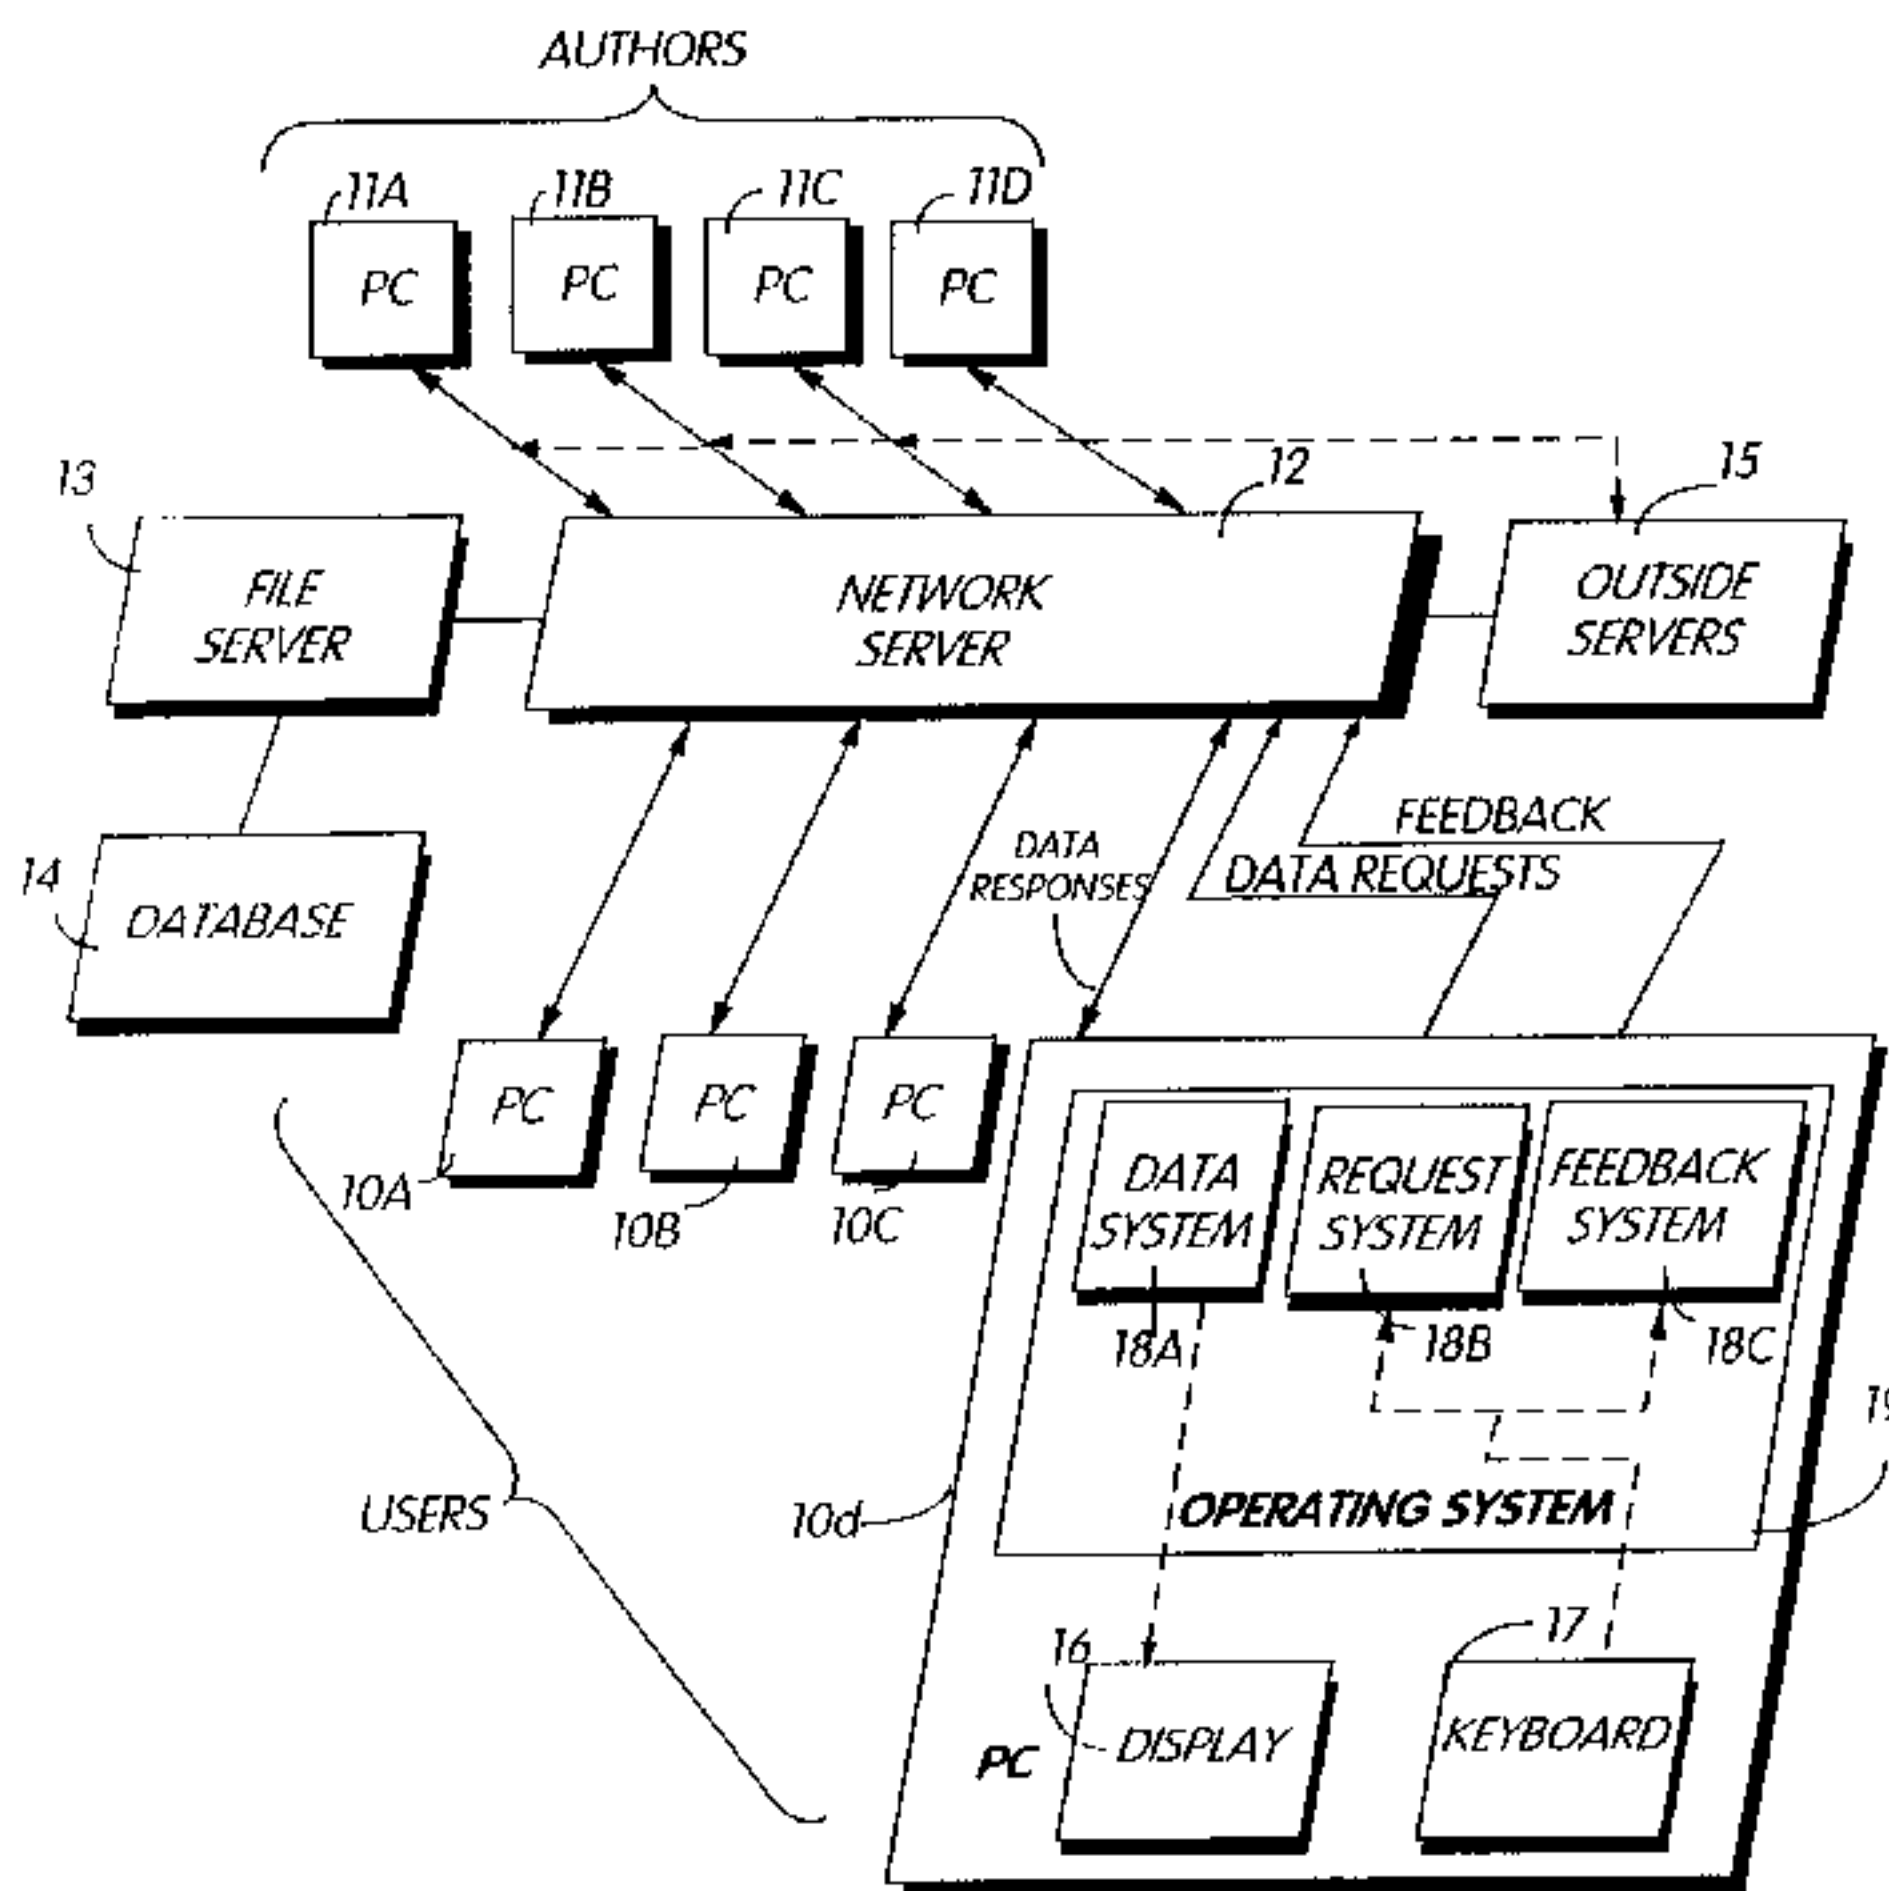 AUTHORS
11A
11B
11C
11D
PC
PC
PC
PC
13
12
15
FILE
SERVER
NETWORK
SERVER
OUTSIDE
SERVERS
14
DATABASE
DATA
RESPONSES
FEEDBACK
DATA REQUESTS
PC
PC
PC
10A
10B
10C
DATA
SYSTEM
REQUEST
SYSTEM
FEEDBACK
SYSTEM
18A
18B
18C
19
USERS
10d
OPERATING SYSTEM
16
17
PC
DISPLAY
KEYBOARD